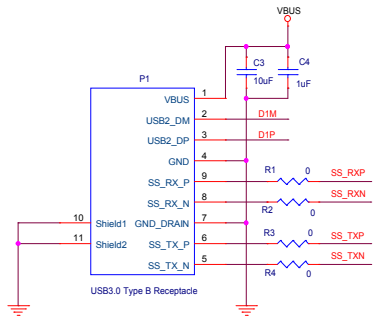 VBUS
C3
10uF
C4
1uF
P1
VBUS 1
USB2_DM 2 D1M
USB2_DP 3 D1P
GND 4
SS_RX_P 9 R1 0 SS_RXP
SS_RX_N 8 R2 0 SS_RXN
10 Shield1 GND_DRAIN 7
11 Shield2 SS_TX_P 6 R3 0 SS_TXP
SS_TX_N 5 R4 0 SS_TXN
USB3.0 Type B Receptacle